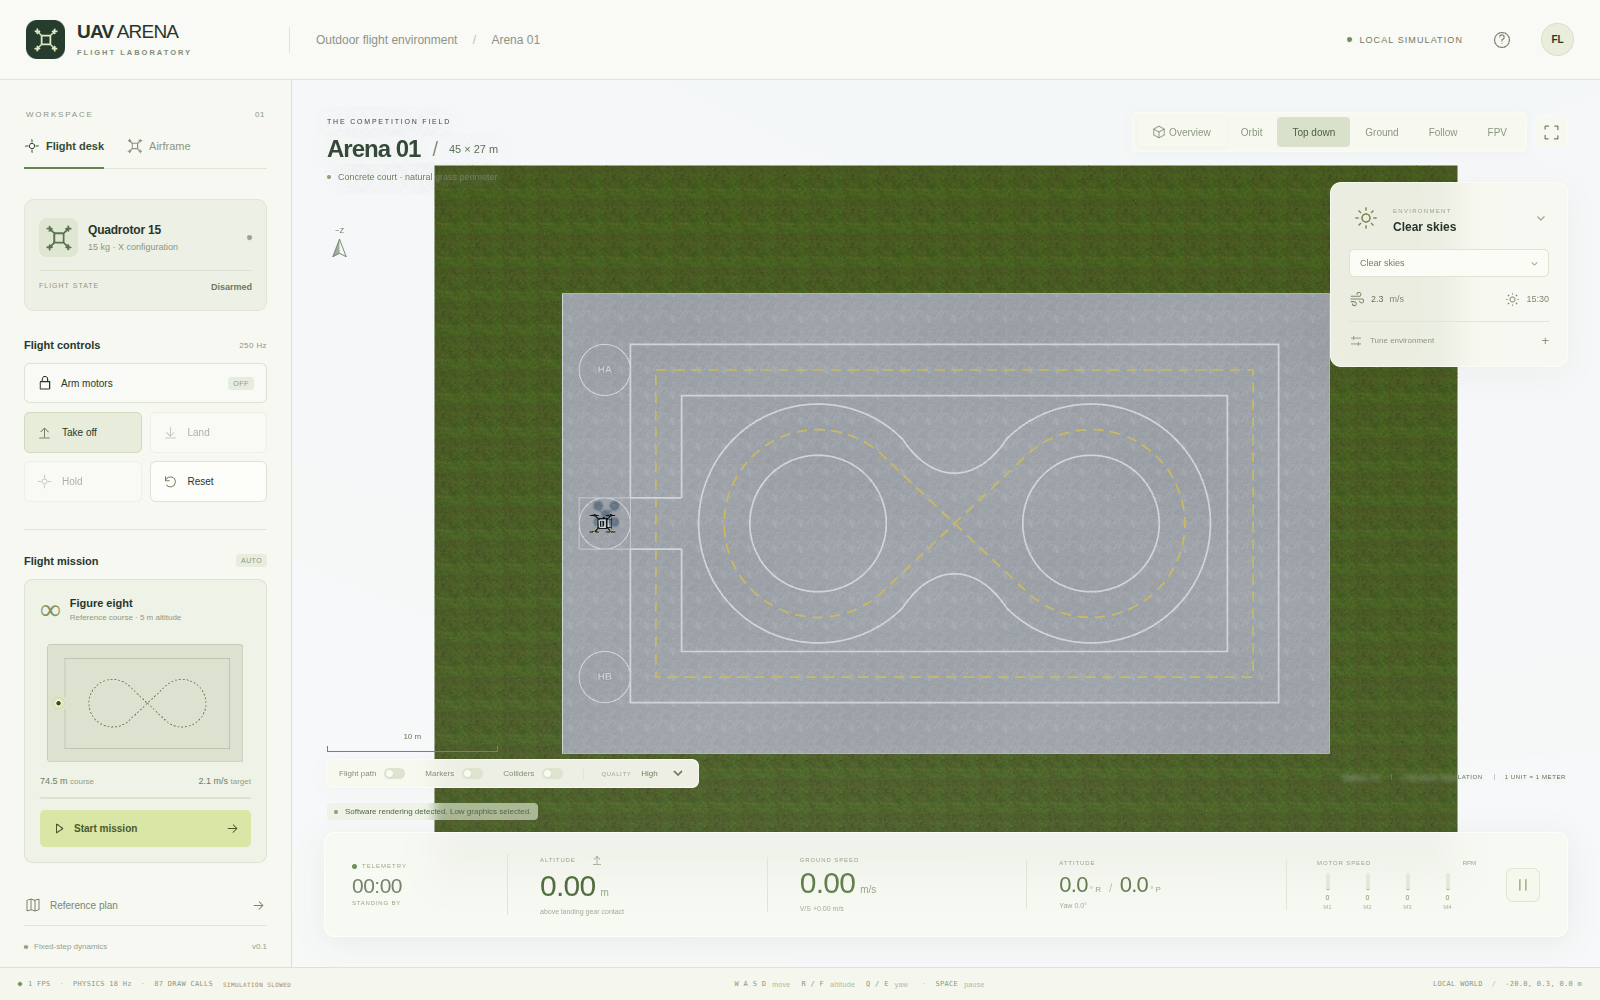 UAV ARENA
FLIGHT LABORATORY
Outdoor flight environment / Arena 01
LOCAL SIMULATION
FL
WORKSPACE 01
Flight desk
Airframe
Quadrotor 15
15 kg · X configuration
FLIGHT STATE Disarmed
Flight controls 250 Hz
Arm motors OFF
Take off
Land
Hold
Reset
Flight mission AUTO
Figure eight
Reference course · 5 m altitude
74.5 m course 2.1 m/s target
Start mission
Reference plan
Fixed-step dynamics v0.1
THE COMPETITION FIELD
Arena 01 / 45 × 27 m
Concrete court · natural grass perimeter
−Z
Overview Orbit Top down Ground Follow FPV
ENVIRONMENT
Clear skies
Clear skies
2.3 m/s 15:30
Tune environment +
HA
HB
10 m
Flight path Markers Colliders QUALITY High
Software rendering detected. Low graphics selected.
1 UNIT = 1 METER
TELEMETRY
00:00
STANDING BY
ALTITUDE
0.00 m
above landing gear contact
GROUND SPEED
0.00 m/s
V/S +0.00 m/s
ATTITUDE
0.0 ° R / 0.0 ° P
Yaw 0.0°
MOTOR SPEED RPM
0 0 0 0
M1 M2 M3 M4
1 FPS · PHYSICS 18 Hz · 87 DRAW CALLS SIMULATION SLOWED
W A S D move R / F altitude Q / E yaw · SPACE pause
LOCAL WORLD / -20.0, 0.3, 0.0 m